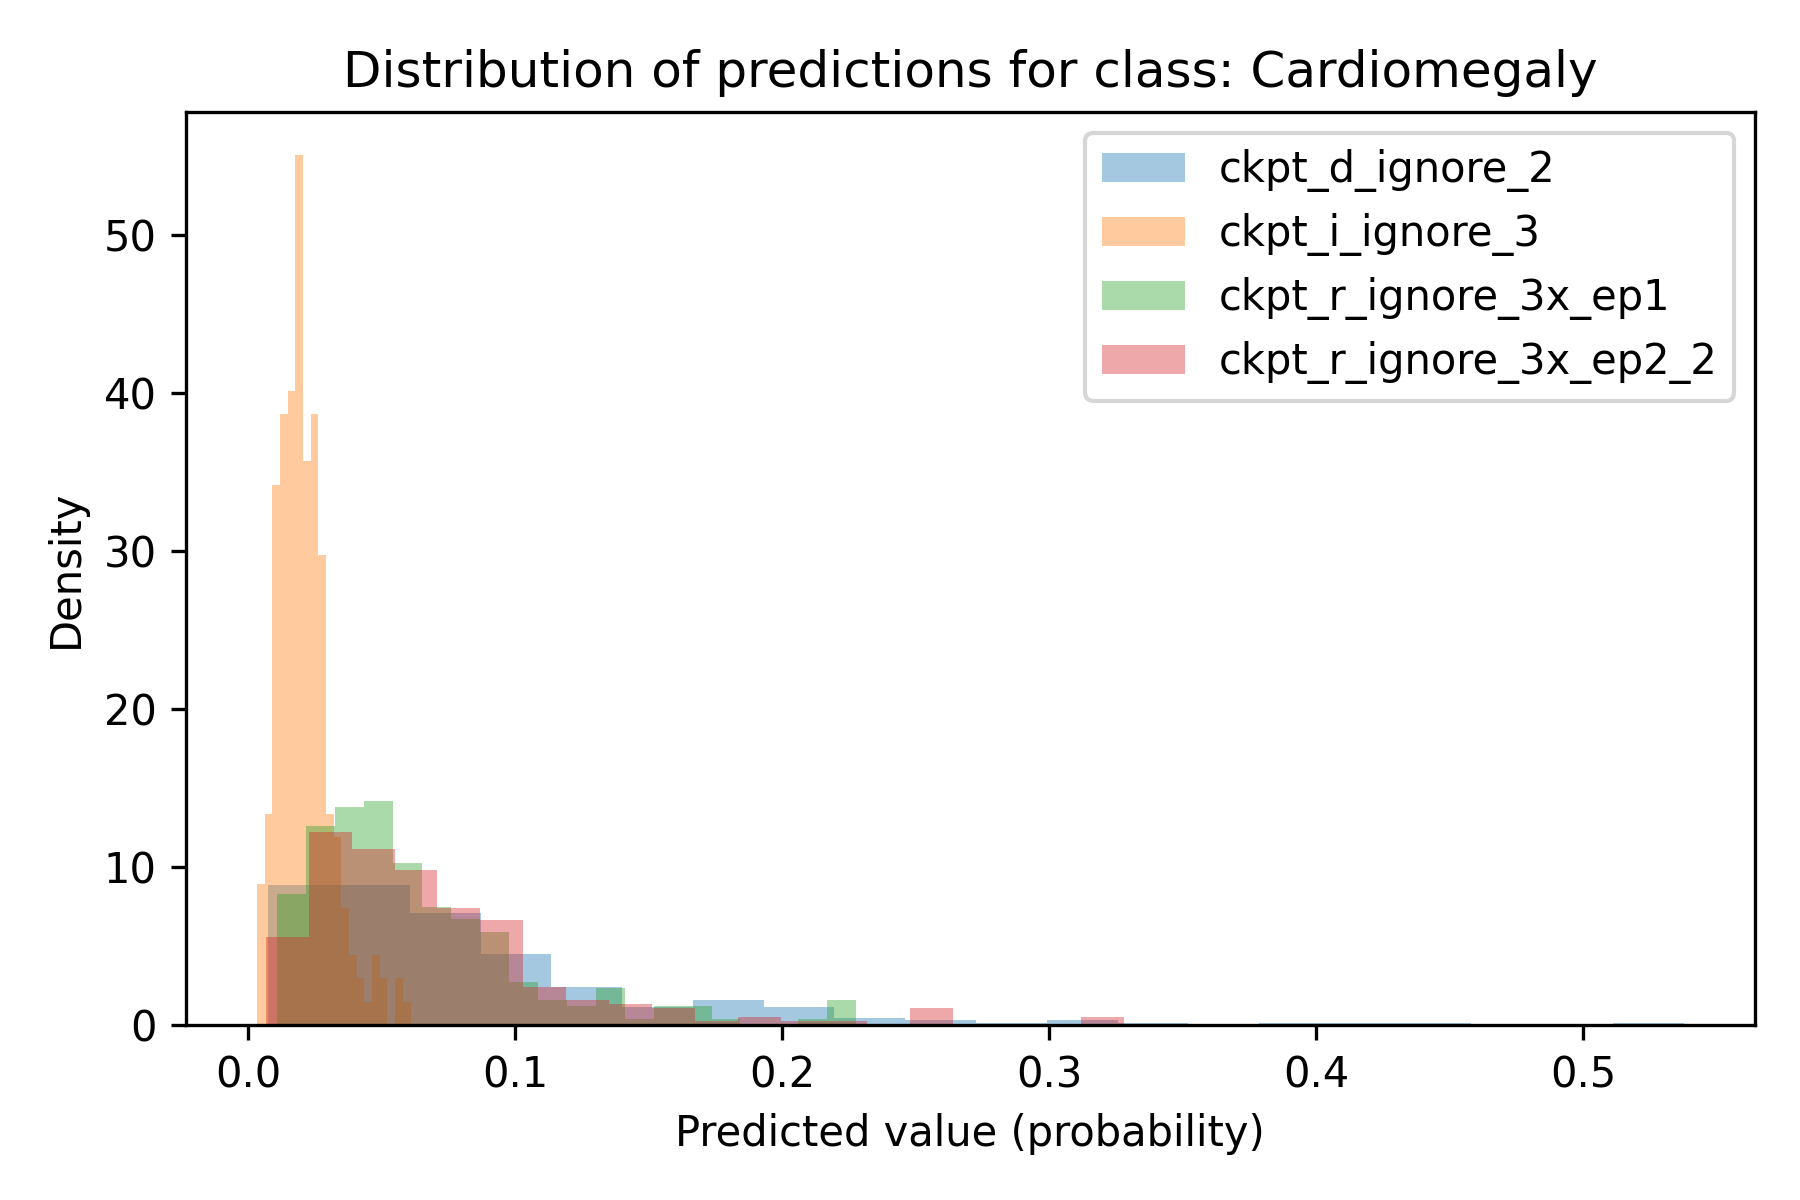 Distribution of predictions for class: Cardiomegaly
ckpt_d_ignore_2
ckpt_i_ignore_3
ckpt_r_ignore_3x_ep1
ckpt_r_ignore_3x_ep2_2
Density
50
40
30
20
10
0
0.0 0.1 0.2 0.3 0.4 0.5
Predicted value (probability)